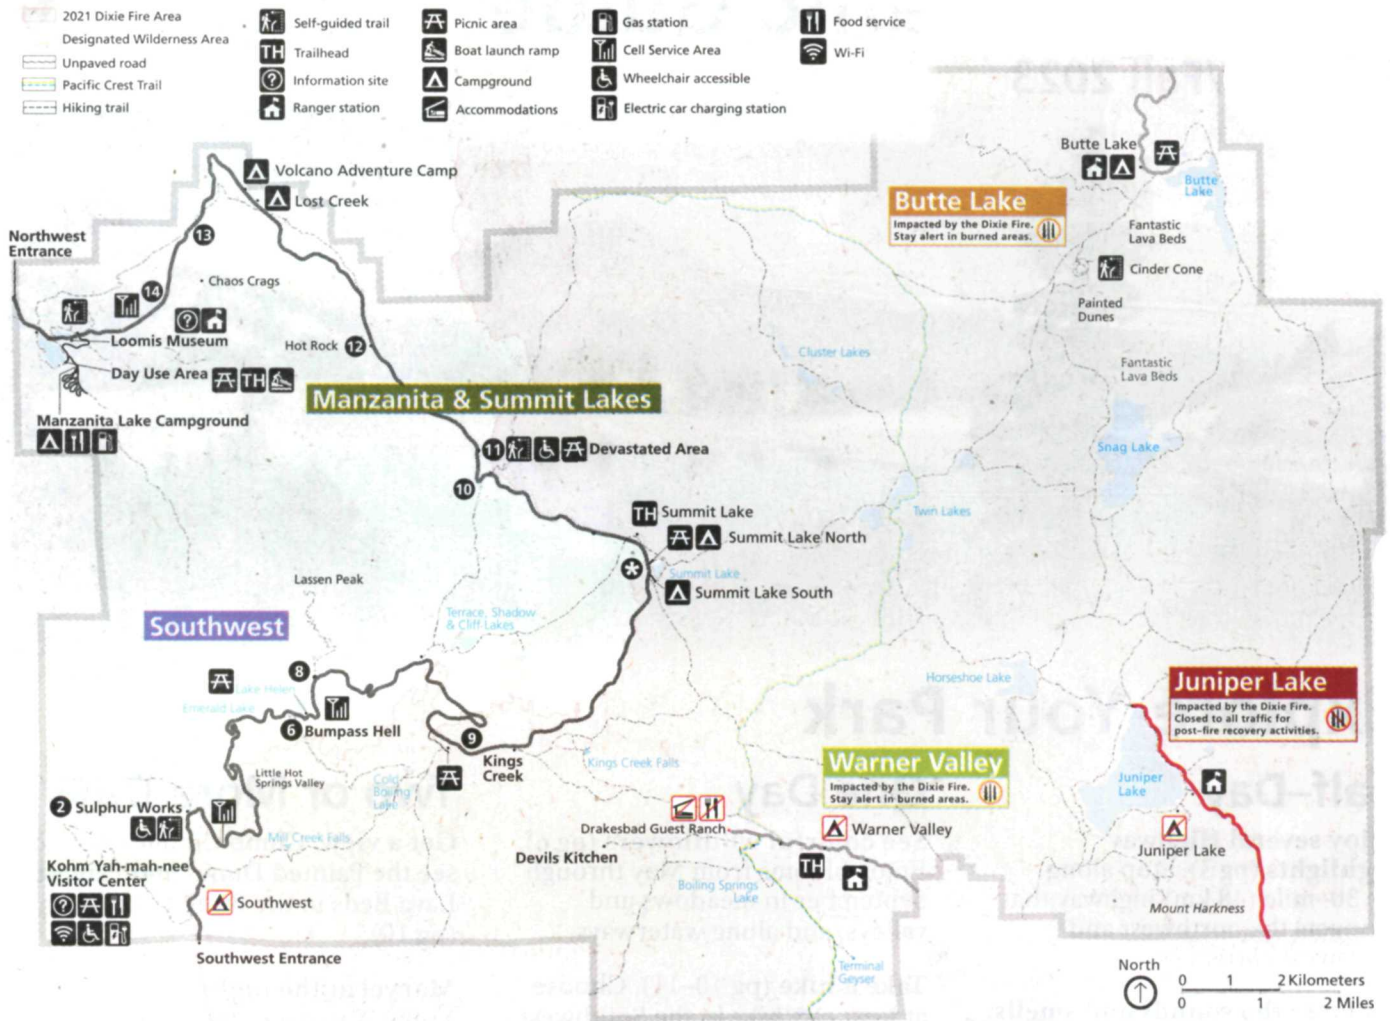 2021 Dixie Fire Area
Designated Wilderness Area
Unpaved road
Pacific Crest Trail
Hiking trail
Self-guided trail
TH Trailhead
? Information site
Ranger station
Picnic area
Boat launch ramp
Campground
Accommodations
Gas station
Cell Service Area
Wheelchair accessible
Electric car charging station
Food service
Wi-Fi
Volcano Adventure Camp
Lost Creek
Northwest
Entrance
13
14
Chaos Crags
?
Loomis Museum
Hot Rock 12
Day Use Area TH
Manzanita Lake Campground
Manzanita & Summit Lakes
11 Devastated Area
10
TH Summit Lake
Summit Lake North
*
Summit Lake
Summit Lake South
Butte Lake
Butte
Lake
Butte Lake
Impacted by the Dixie Fire.
Stay alert in burned areas.
Fantastic
Lava Beds
Cinder Cone
Painted
Dunes
Fantastic
Lava Beds
Cluster Lakes
Snag Lake
Twin Lakes
Lassen Peak
Southwest
Terrace, Shadow
& Cliff Lakes
8
Lake Helen
Emerald Lake
6 Bumpass Hell
9
Kings
Creek
Little Hot
Springs Valley
Cold
Boiling
Lake
Kings Creek Falls
2 Sulphur Works
Mill Creek Falls
Kohm Yah-mah-nee
Visitor Center
?
Southwest
Southwest Entrance
Horseshoe Lake
Juniper Lake
Impacted by the Dixie Fire.
Closed to all traffic for
post-fire recovery activities.
Warner Valley
Impacted by the Dixie Fire.
Stay alert in burned areas.
Drakesbad Guest Ranch
Warner Valley
TH
Devils Kitchen
Boiling Springs
Lake
Terminal
Geyser
Juniper
Lake
Juniper Lake
Mount Harkness
North
0 1 2 Kilometers
0 1 2 Miles